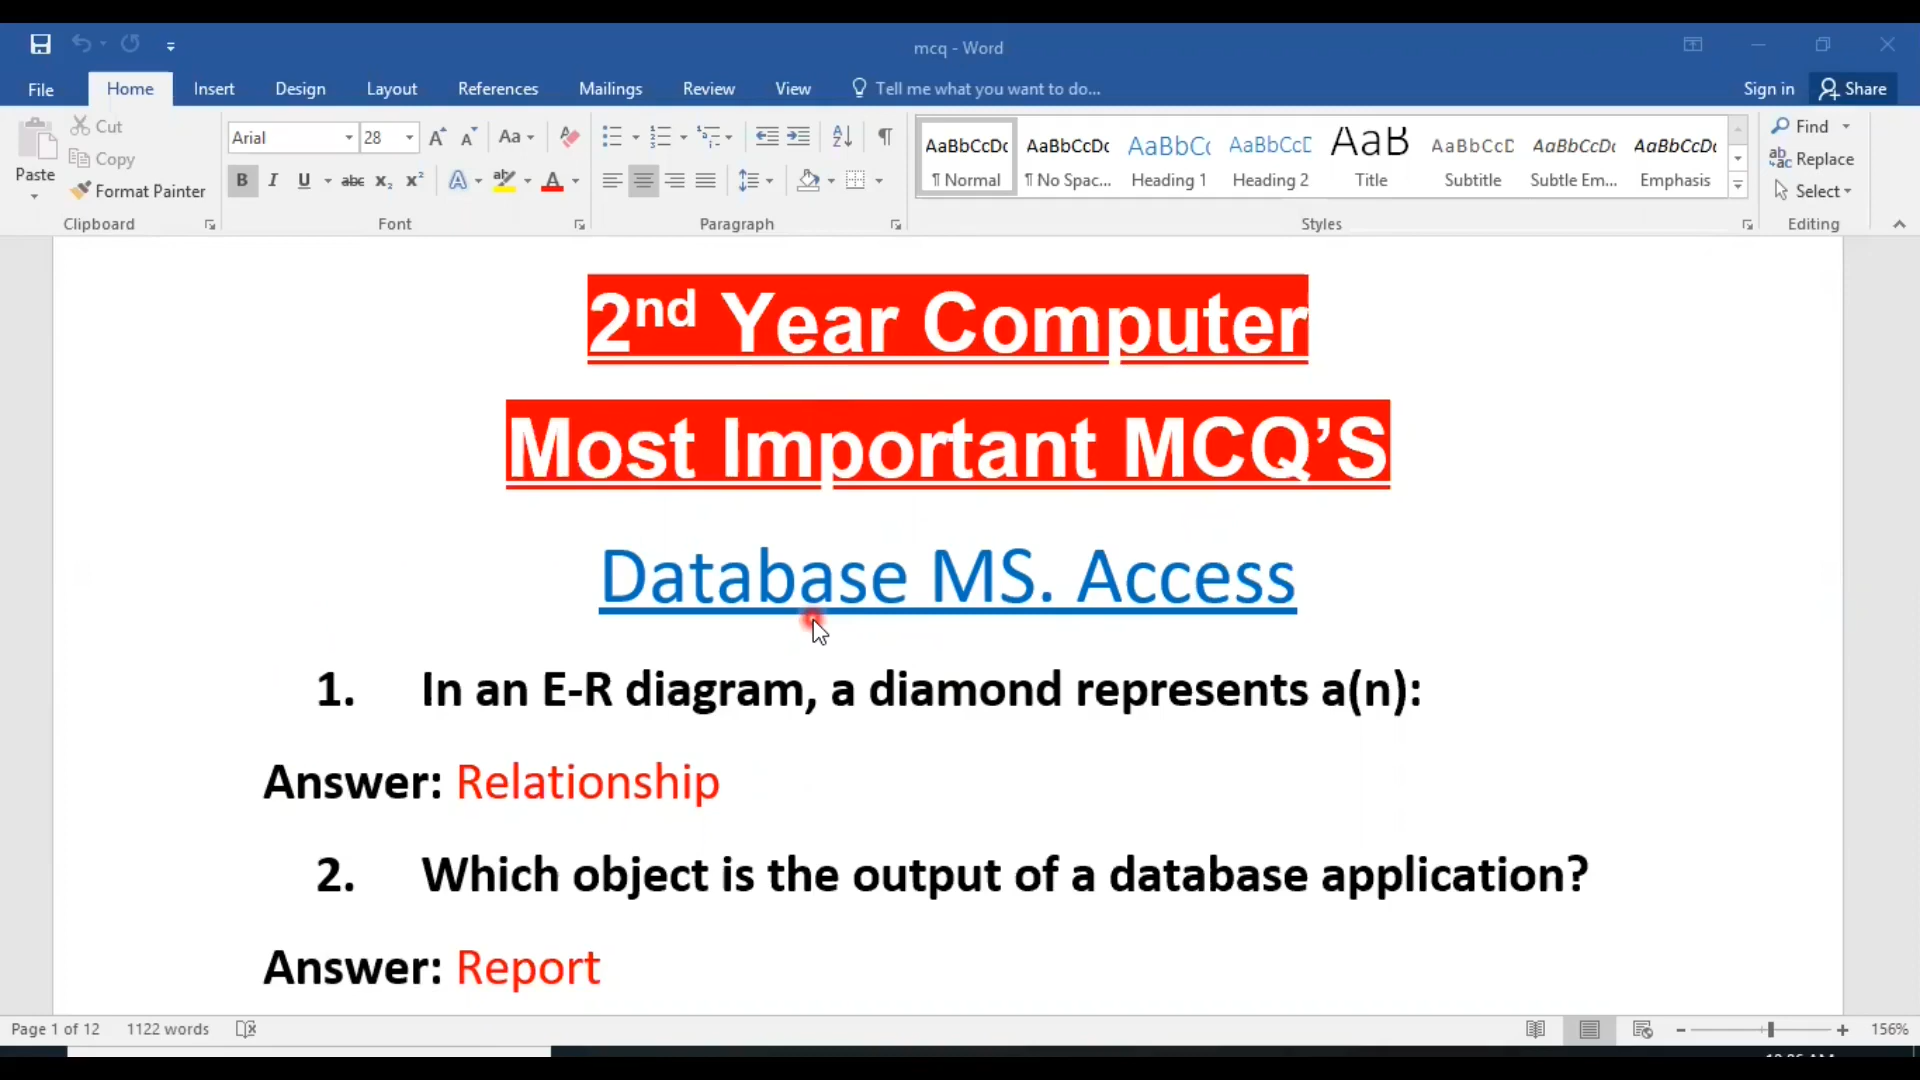 mcq - Word
File Home Insert Design Layout References Mailings Review View Tell me what you want to do... Sign in Share
Paste
Cut
Copy
Format Painter
Clipboard
Arial 28
Font
Paragraph
AaBbCcDc AaBbCcDc AaBbCc AaBbCcC AaB AaBbCcC AaBbCcDc AaBbCcDc
¶ Normal ¶ No Spac... Heading 1 Heading 2 Title Subtitle Subtle Em... Emphasis
Styles
Find
Replace
Select
Editing
2nd Year Computer
Most Important MCQ’S
Database MS. Access
1. In an E-R diagram, a diamond represents a(n):
Answer: Relationship
2. Which object is the output of a database application?
Answer: Report
Page 1 of 12 1122 words 156%